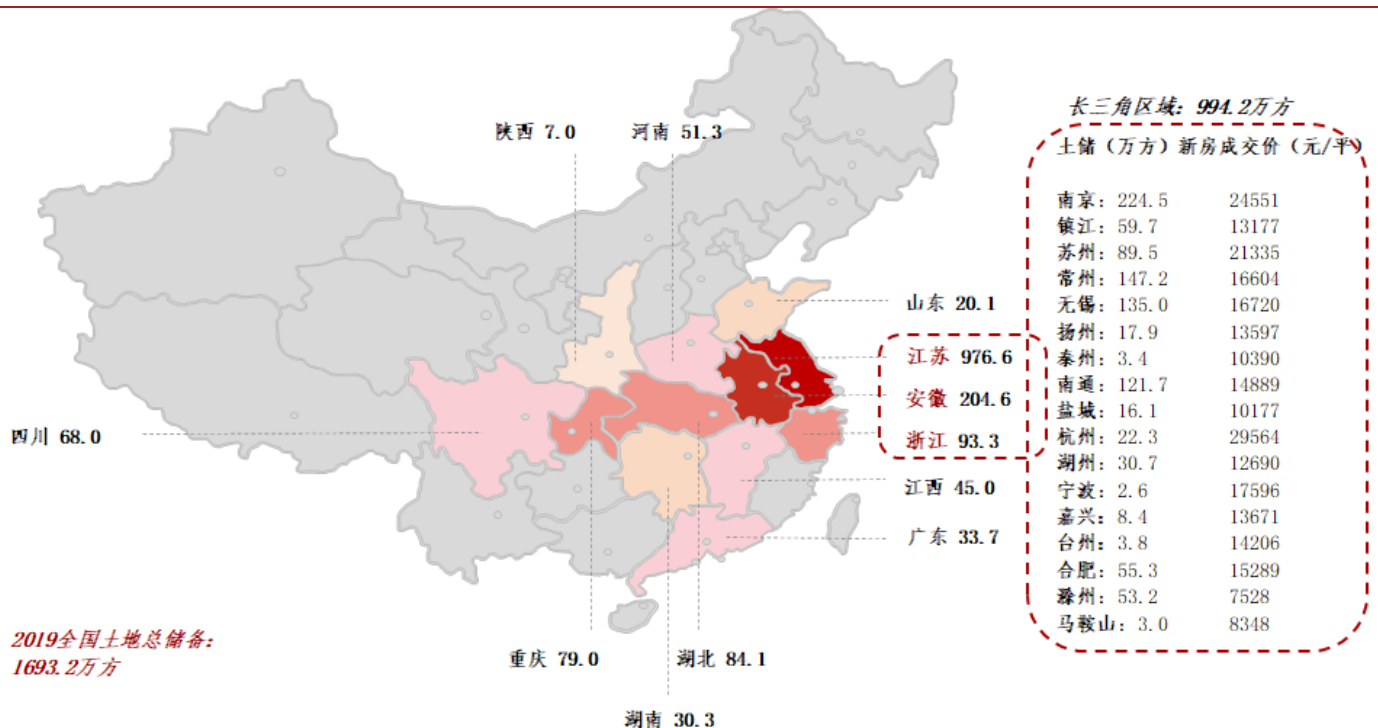 陕西 7.0
河南 51.3
山东 20.1
江苏 976.6
安徽 204.6
浙江 93.3
四川 68.0
江西 45.0
广东 33.7
重庆 79.0
湖北 84.1
湖南 30.3
2019全国土地总储备：
1693.2万方
长三角区域：994.2万方
土储（万方）新房成交价（元/平）
南京：224.5 24551
镇江：59.7 13177
苏州：89.5 21335
常州：147.2 16604
无锡：135.0 16720
扬州：17.9 13597
泰州：3.4 10390
南通：121.7 14889
盐城：16.1 10177
杭州：22.3 29564
湖州：30.7 12690
宁波：2.6 17596
嘉兴：8.4 13671
台州：3.8 14206
合肥：55.3 15289
滁州：53.2 7528
马鞍山：3.0 8348